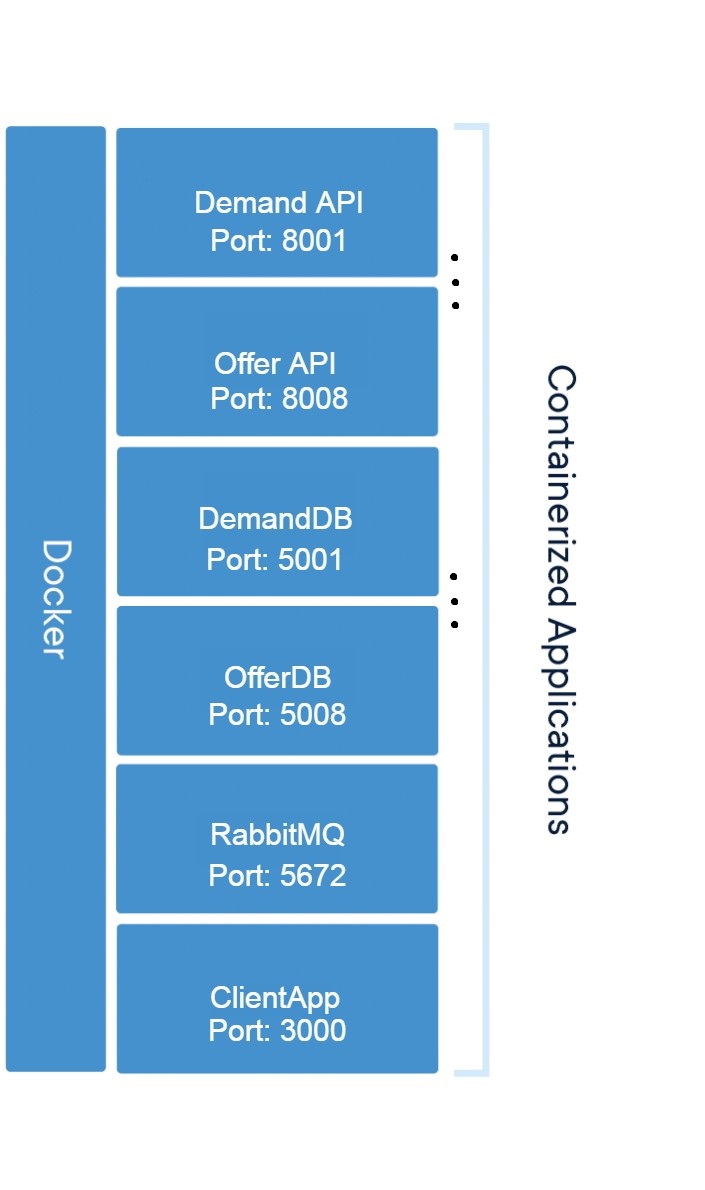 Docker
Demand API
Port: 8001
Offer API
Port: 8008
DemandDB
Port: 5001
OfferDB
Port: 5008
RabbitMQ
Port: 5672
ClientApp
Port: 3000
Containerized Applications